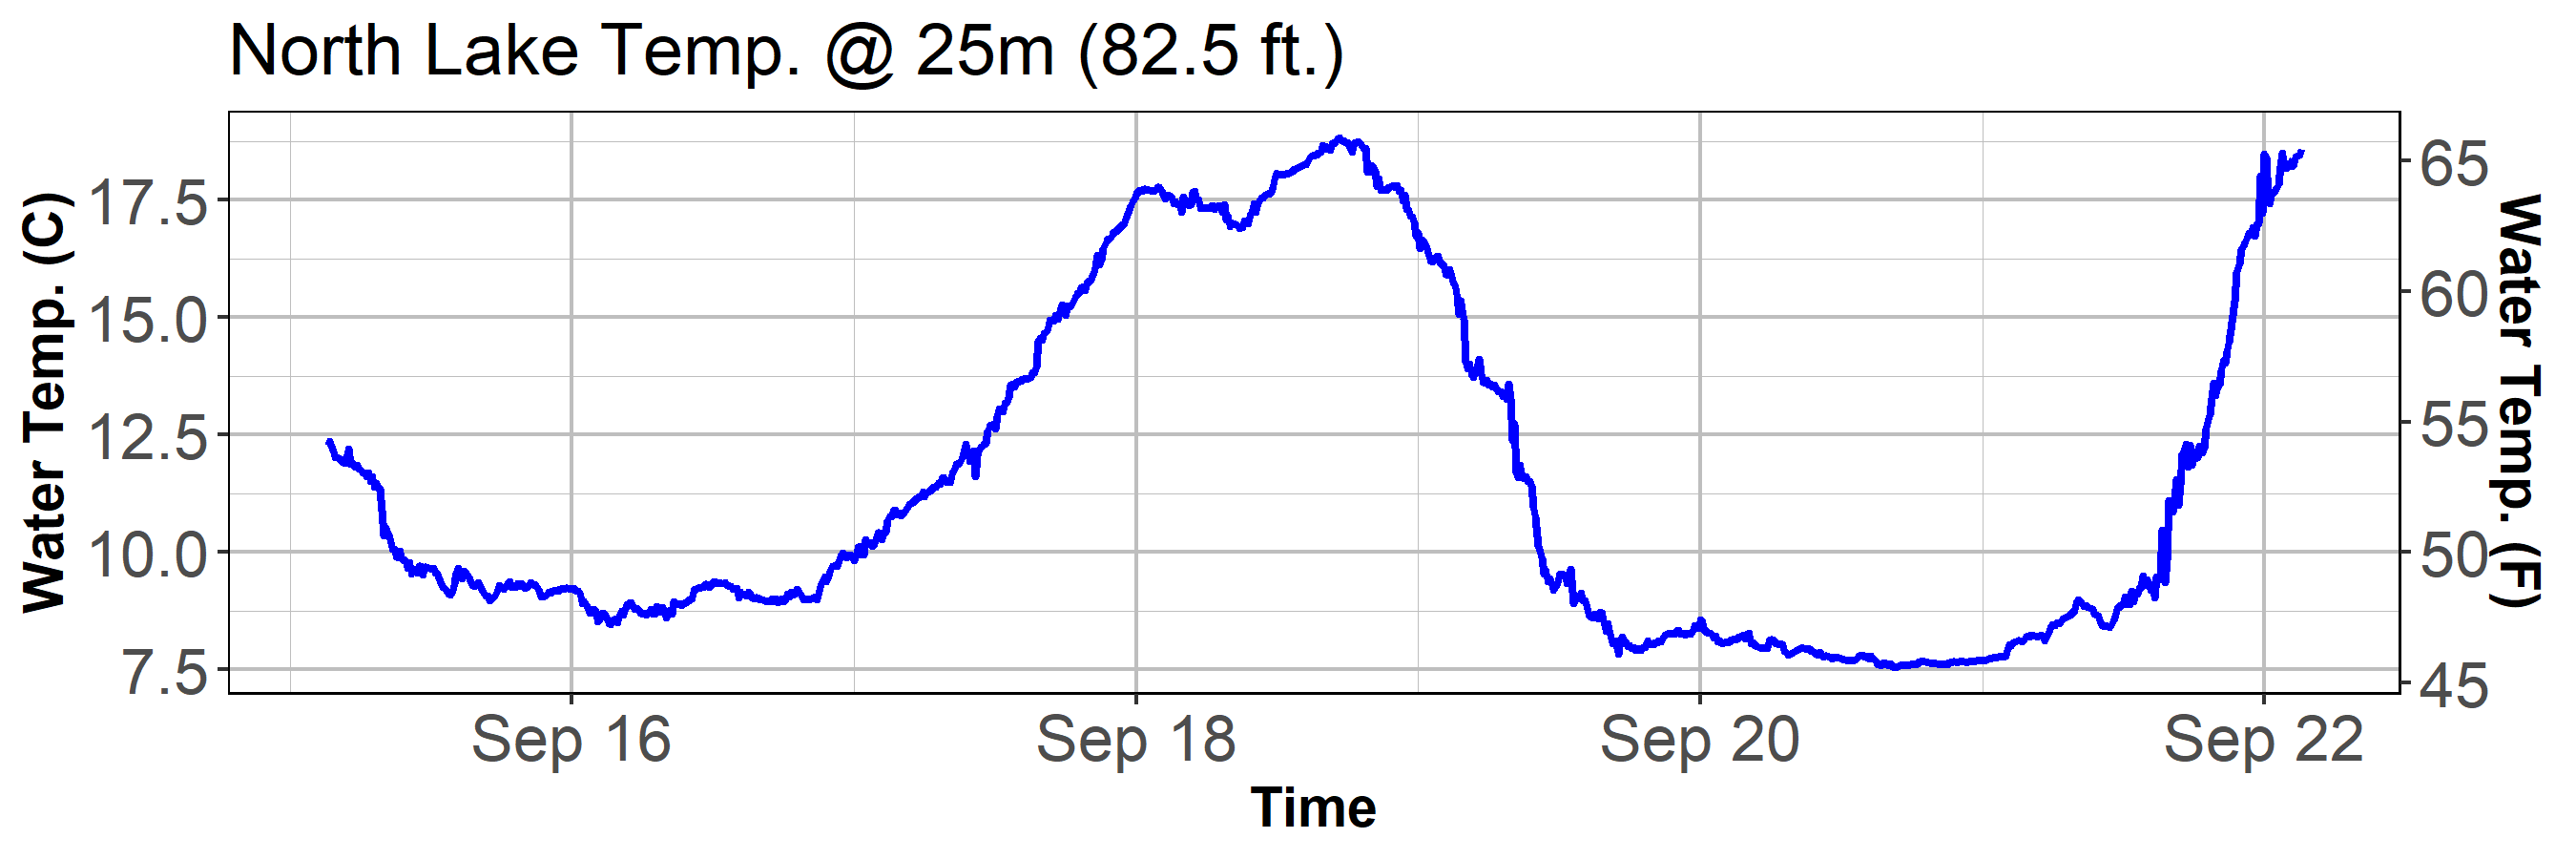 North Lake Temp. @ 25m (82.5 ft.)
Water Temp. (C)
17.5
15.0
12.5
10.0
7.5
65
60
55
50
45
Water Temp. (F)
Sep 16 Sep 18 Sep 20 Sep 22
Time